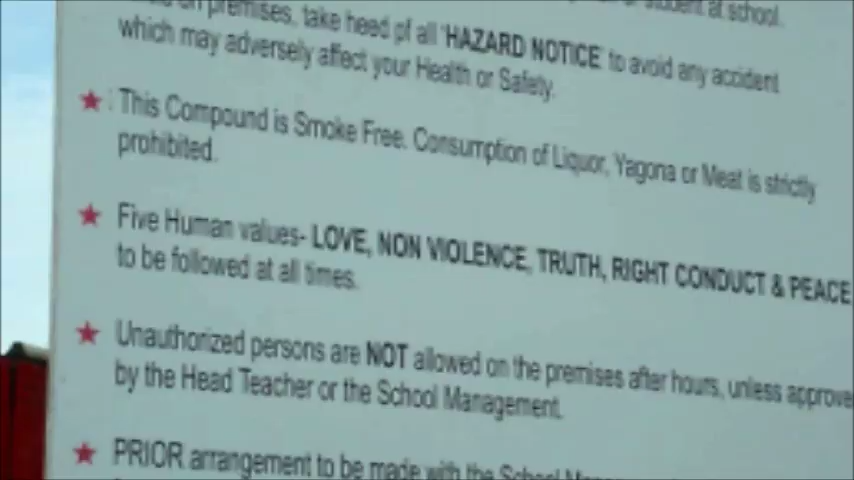 student at school.
on premises, take heed of all 'HAZARD NOTICE' to avoid any accident
which may adversely affect your Health or Safety.
This Compound is Smoke Free. Consumption of Liquor, Yagona or Meat is strictly
prohibited.
Five Human values- LOVE, NON VIOLENCE, TRUTH, RIGHT CONDUCT & PEACE
to be followed at all times.
Unauthorized persons are NOT allowed on the premises after hours, unless approve
by the Head Teacher or the School Management.
PRIOR arrangement to be made with the School